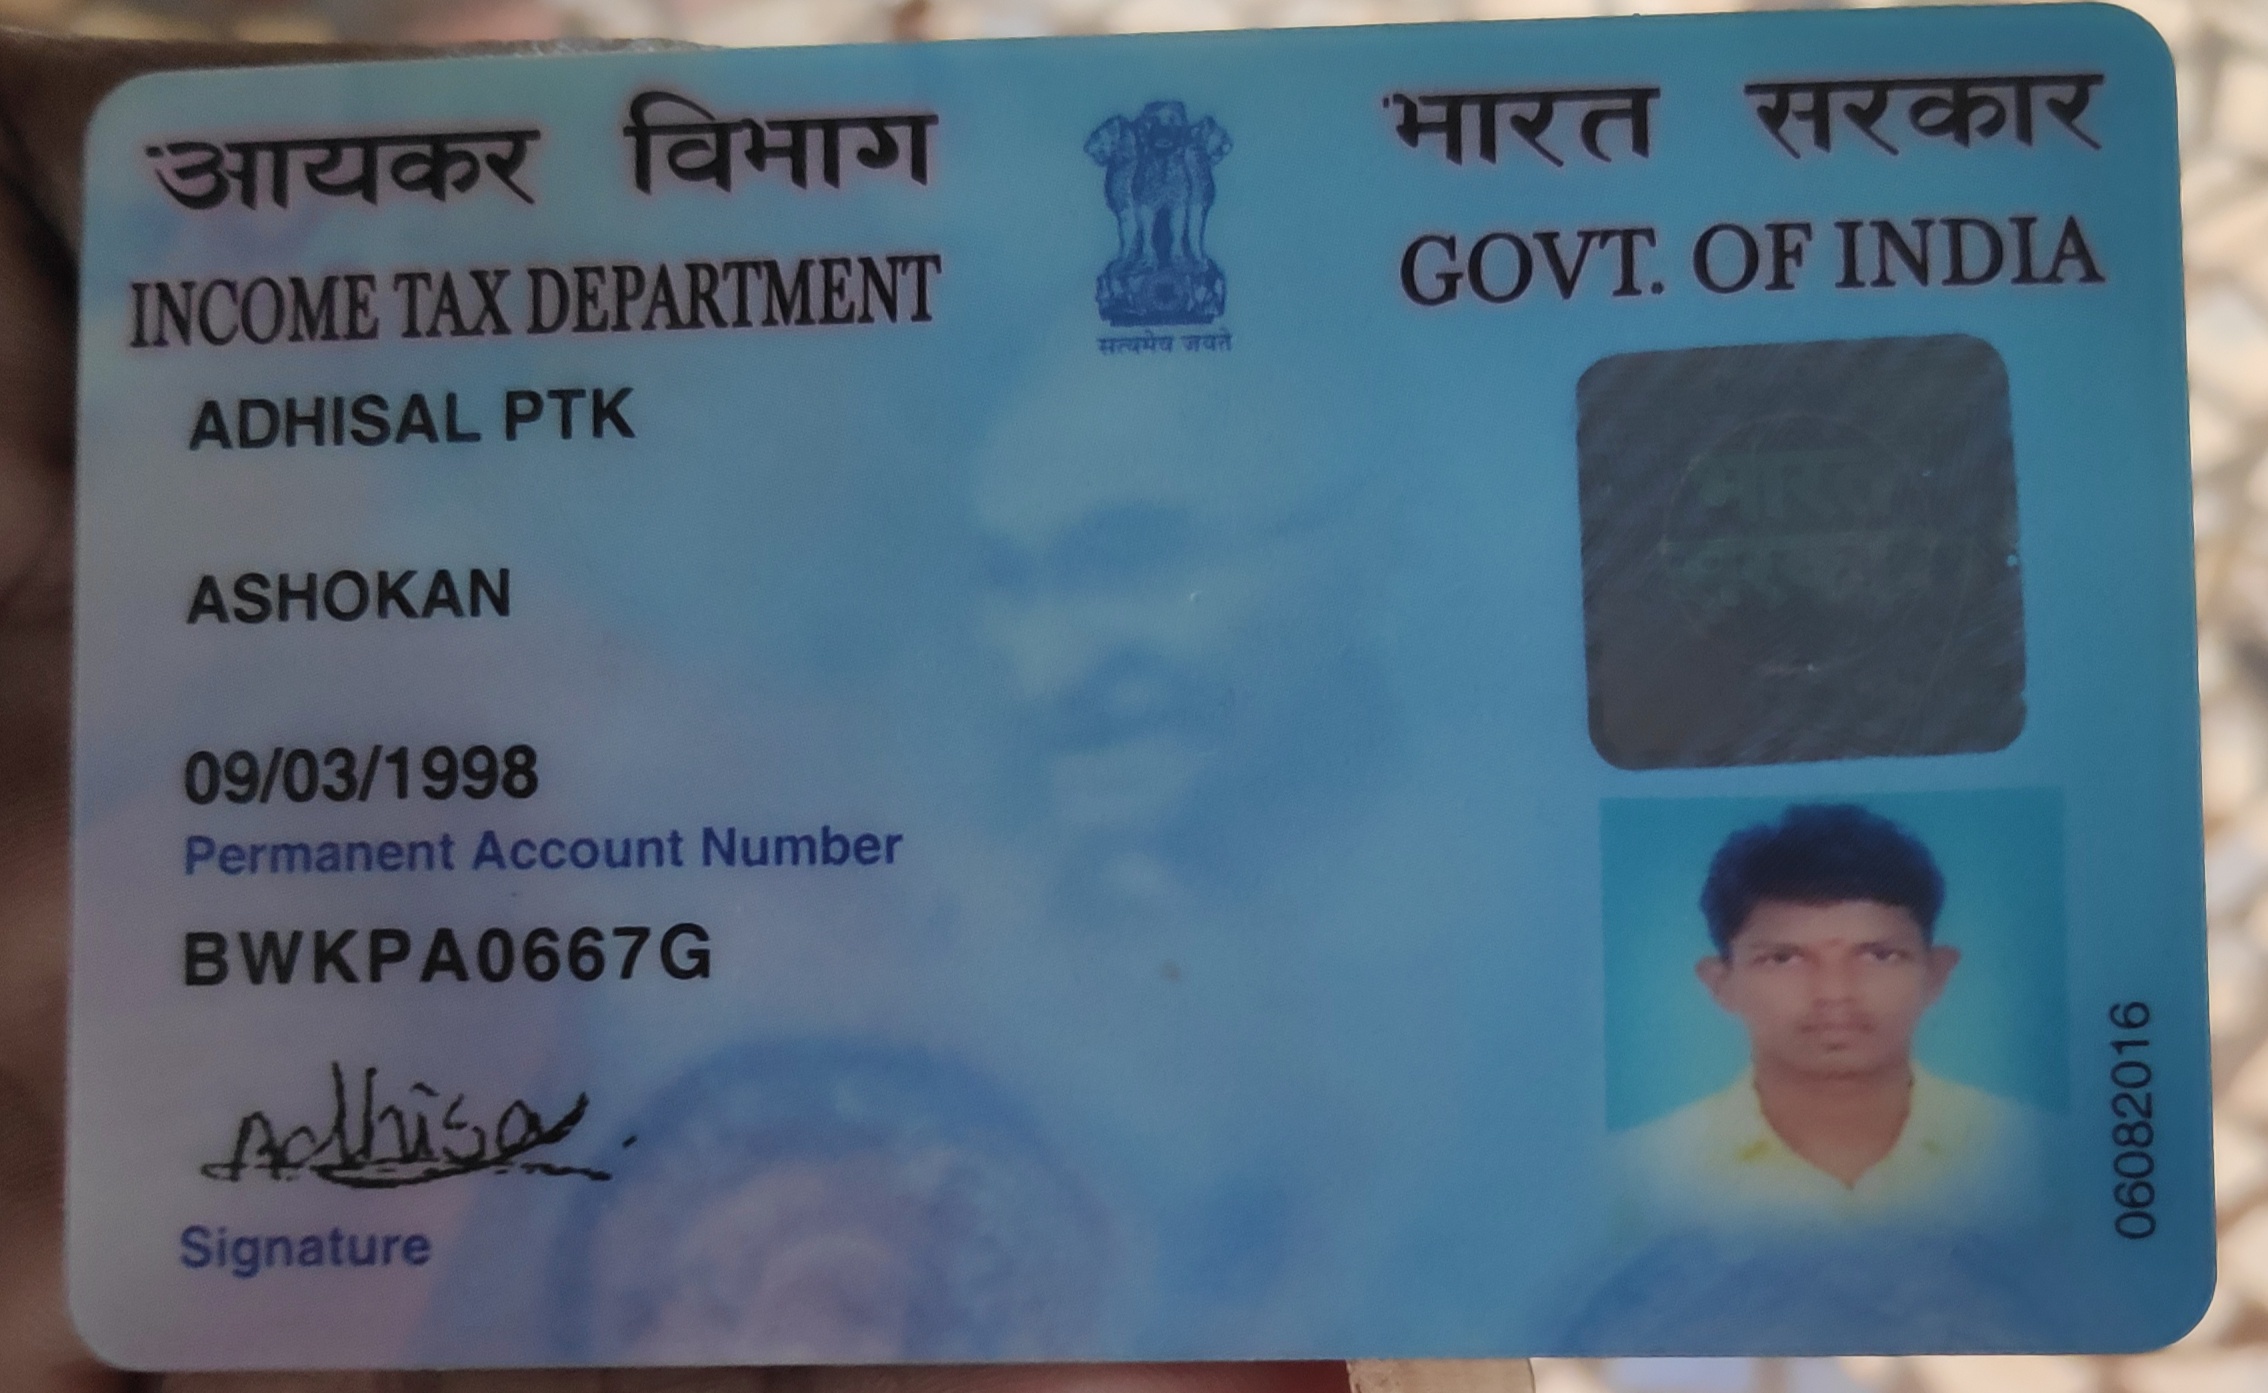 आयकर विभाग
INCOME TAX DEPARTMENT
सत्यमेव जयते
भारत सरकार
GOVT. OF INDIA
ADHISAL PTK
ASHOKAN
09/03/1998
Permanent Account Number
BWKPA0667G
Signature
भारत
06082016